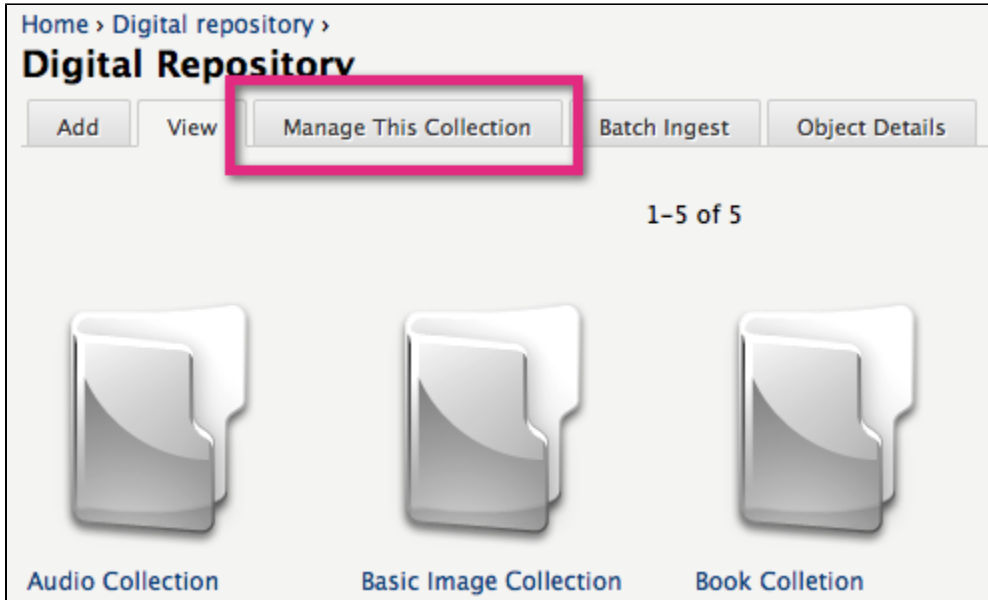 Home › Digital repository ›
Digital Repository
Add View Manage This Collection Batch Ingest Object Details
1–5 of 5
Audio Collection Basic Image Collection Book Colletion